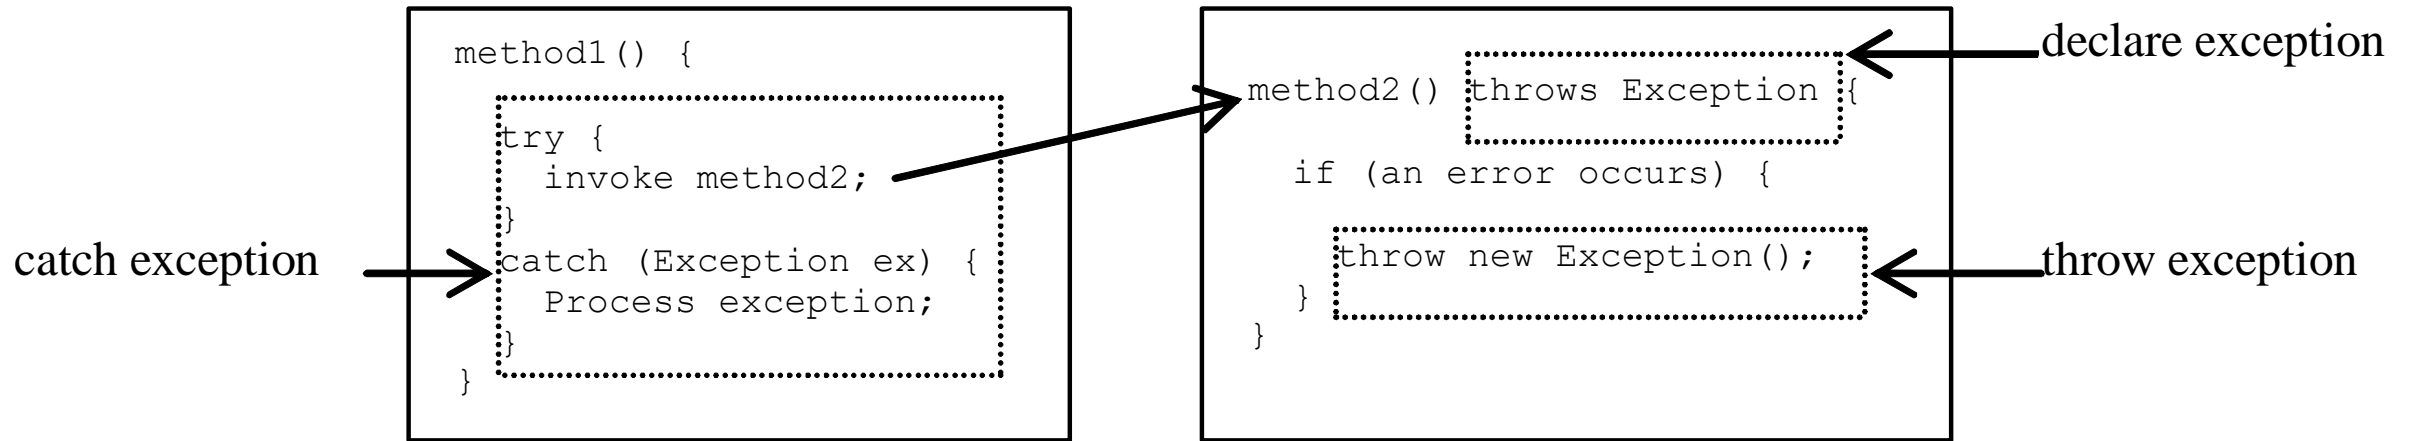 catch exception
method1() {
try {
invoke method2;
}
catch (Exception ex) {
Process exception;
}
}
method2() throws Exception {
if (an error occurs) {
throw new Exception();
}
}
declare exception
throw exception